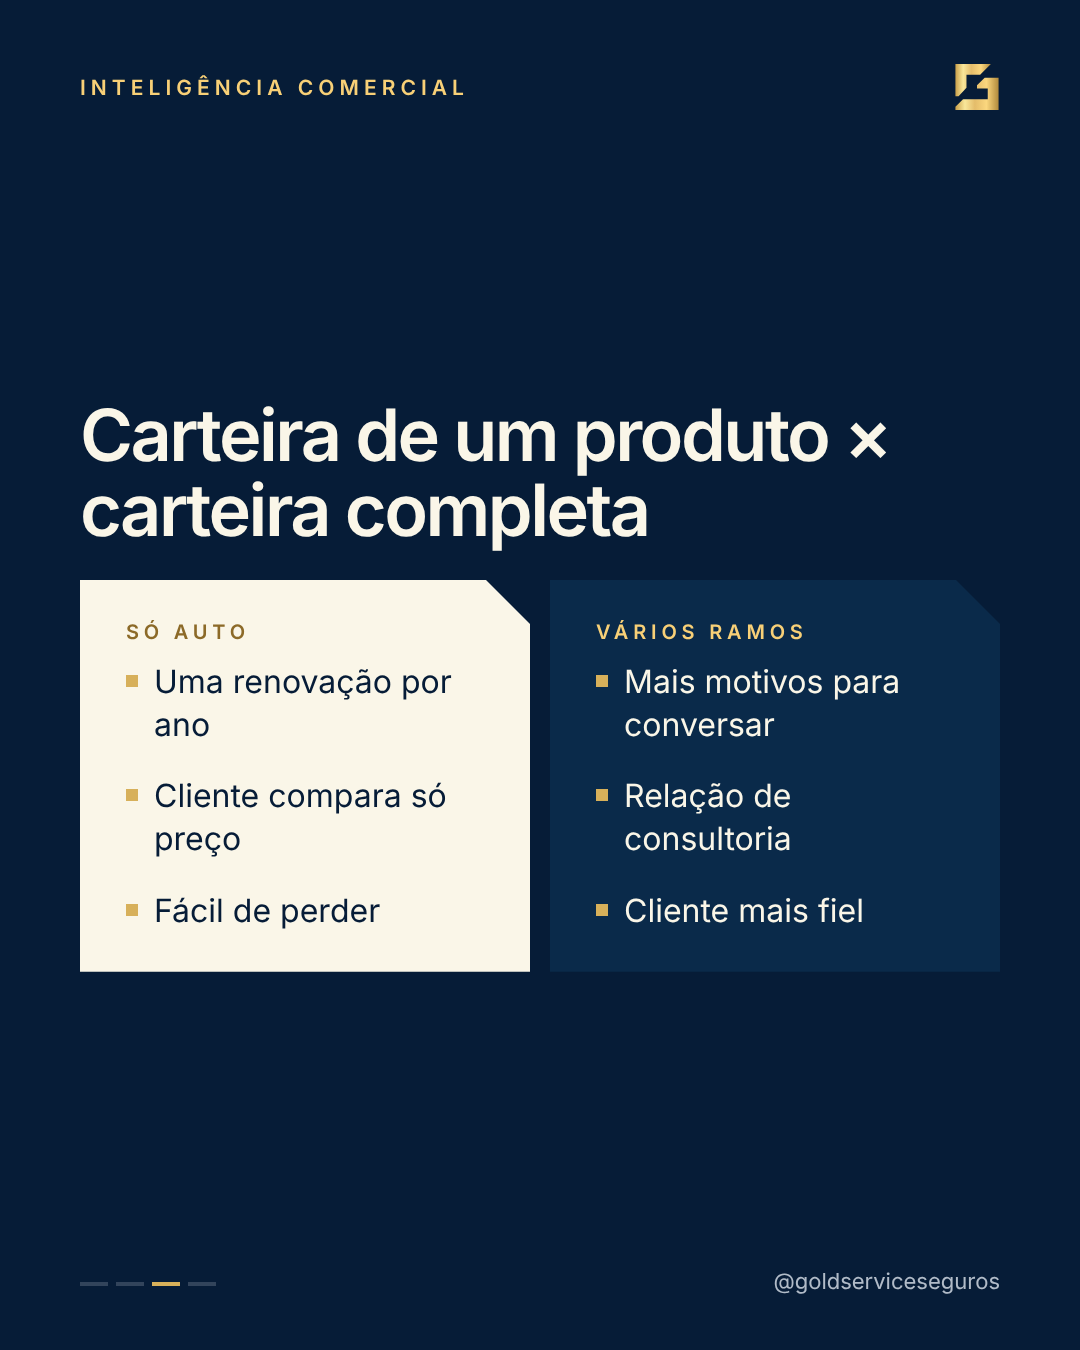 INTELIGÊNCIA COMERCIAL
Carteira de um produto ×
carteira completa
SÓ AUTO
Uma renovação por
ano
Cliente compara só
preço
Fácil de perder
VÁRIOS RAMOS
Mais motivos para
conversar
Relação de
consultoria
Cliente mais fiel
@goldserviceseguros